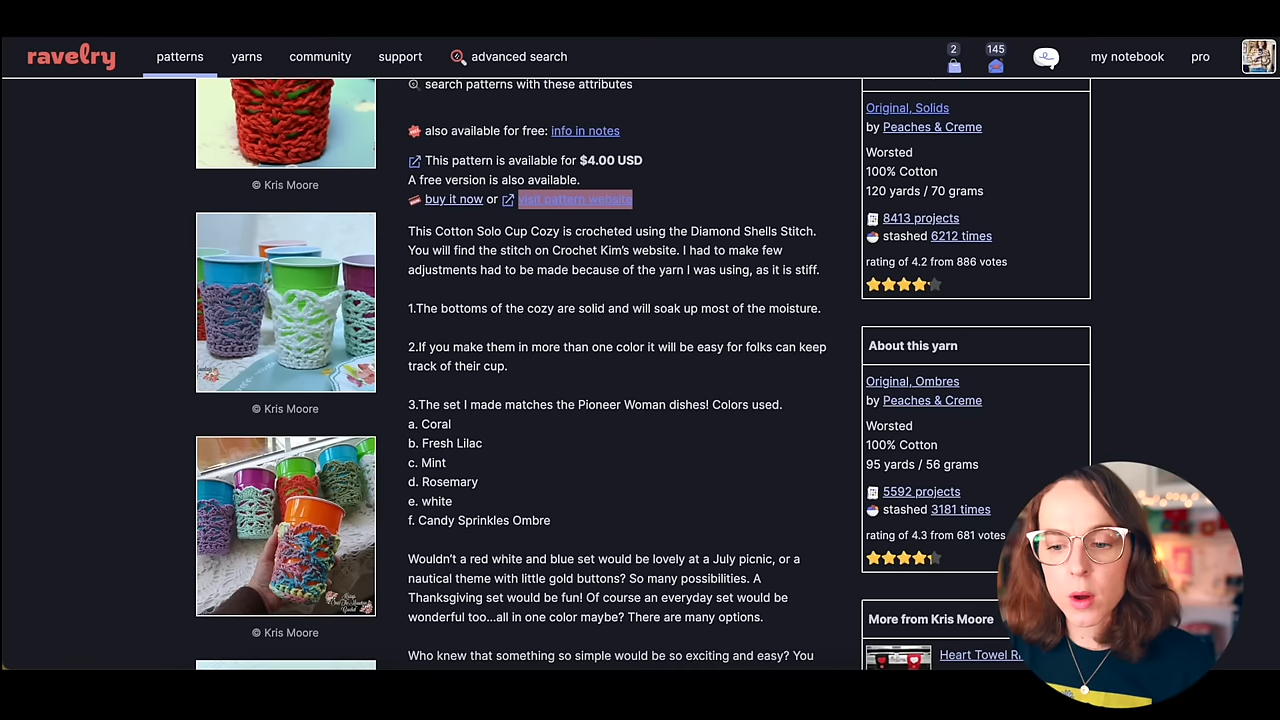 ravelry
patterns
yarns
community
support
advanced search
2
145
my notebook
pro
© Kris Moore
© Kris Moore
© Kris Moore
search patterns with these attributes
also available for free: info in notes
This pattern is available for $4.00 USD
A free version is also available.
buy it now or visit pattern website
This Cotton Solo Cup Cozy is crocheted using the Diamond Shells Stitch.
You will find the stitch on Crochet Kim's website. I had to make few
adjustments had to be made because of the yarn I was using, as it is stiff.
1.The bottoms of the cozy are solid and will soak up most of the moisture.
2.If you make them in more than one color it will be easy for folks can keep
track of their cup.
3.The set I made matches the Pioneer Woman dishes! Colors used.
a. Coral
b. Fresh Lilac
c. Mint
d. Rosemary
e. white
f. Candy Sprinkles Ombre
Wouldn't a red white and blue set would be lovely at a July picnic, or a
nautical theme with little gold buttons? So many possibilities. A
Thanksgiving set would be fun! Of course an everyday set would be
wonderful too...all in one color maybe? There are many options.
Who knew that something so simple would be so exciting and easy? You
Original, Solids
by Peaches & Creme
Worsted
100% Cotton
120 yards / 70 grams
8413 projects
stashed 6212 times
rating of 4.2 from 886 votes
About this yarn
Original, Ombres
by Peaches & Creme
Worsted
100% Cotton
95 yards / 56 grams
5592 projects
stashed 3181 times
rating of 4.3 from 681 votes
More from Kris Moore
Heart Towel Ri